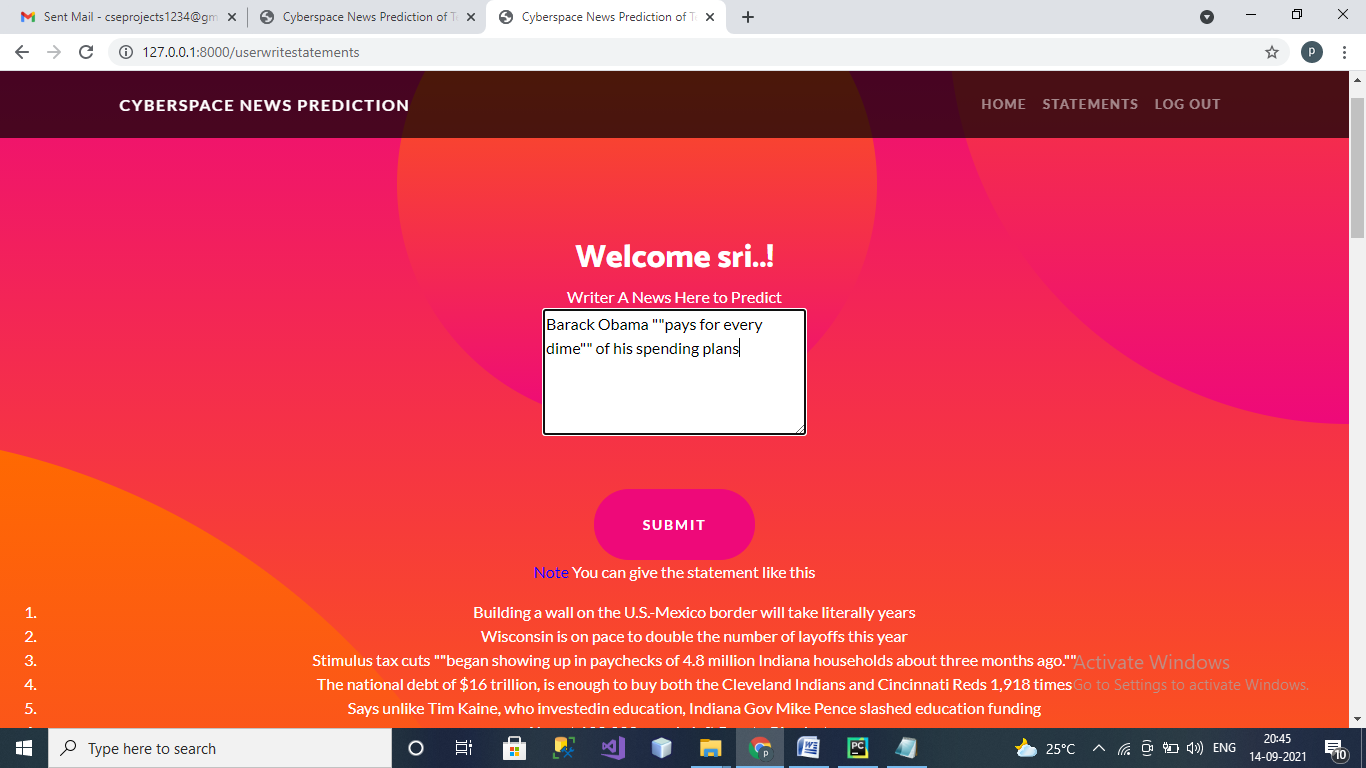 Sent Mail - cseprojects1234@gm
Cyberspace News Prediction of T
Cyberspace News Prediction of T
127.0.0.1:8000/userwritestatements
P
CYBERSPACE NEWS PREDICTION
HOME STATEMENTS LOG OUT
Welcome sri..!
Writer A News Here to Predict
Barack Obama ""pays for every
dime"" of his spending plans
SUBMIT
Note You can give the statement like this
1. Building a wall on the U.S.-Mexico border will take literally years
2. Wisconsin is on pace to double the number of layoffs this year
3. Stimulus tax cuts ""began showing up in paychecks of 4.8 million Indiana households about three months ago.""
4. The national debt of $16 trillion, is enough to buy both the Cleveland Indians and Cincinnati Reds 1,918 times
5. Says unlike Tim Kaine, who investedin education, Indiana Gov Mike Pence slashed education funding
Activate Windows
Go to Settings to activate Windows.
Type here to search
25°C
ENG
20:45
14-09-2021
10